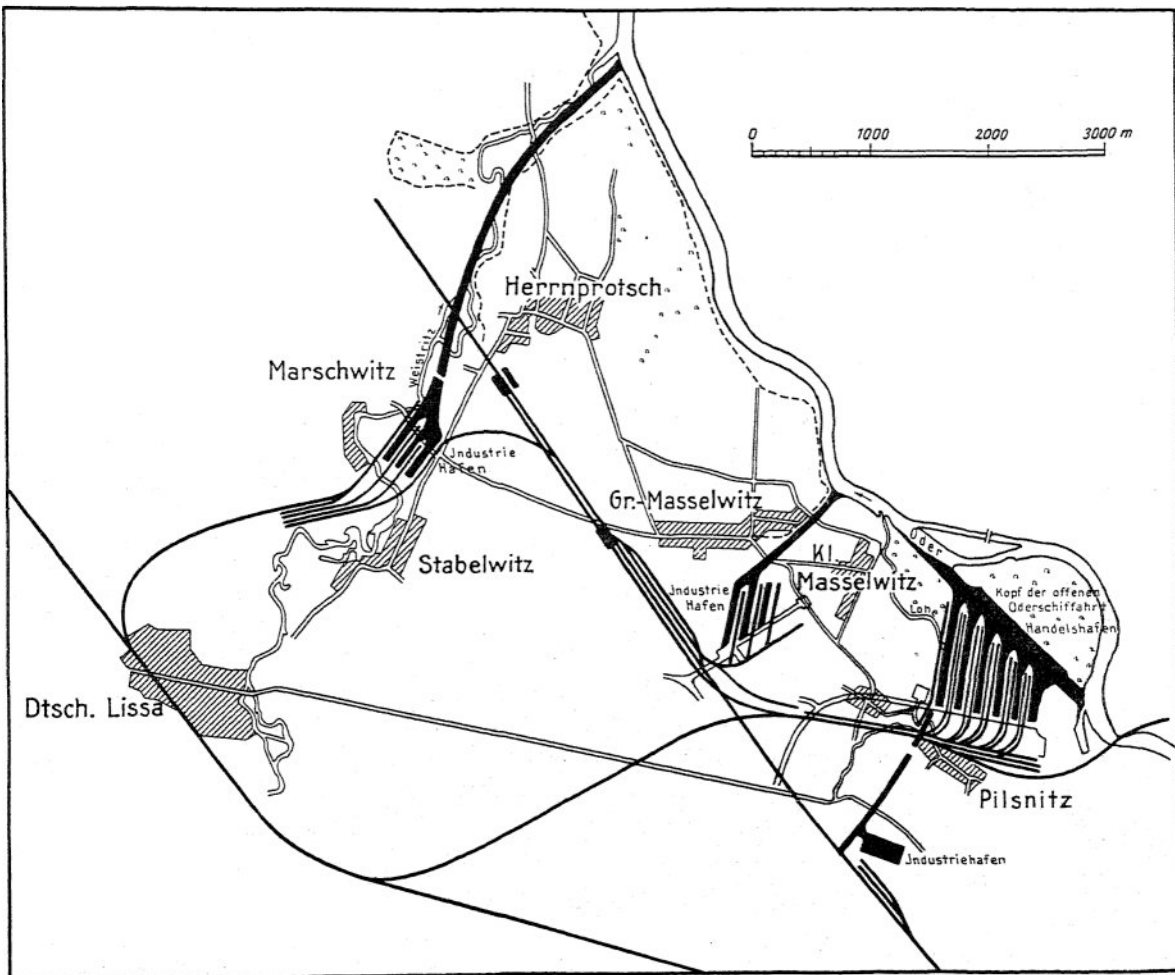 0 1000 2000 3000 m
Herrnprotsch
Weistritz
Marschwitz
Jndustrie
Hafen
Gr.-Masselwitz
Oder
Stabelwitz
Kl.
Masselwitz
Jndustrie
Hafen
Kopf der offenen
Oderschiffahrt
Handelshafen
Lohe
Dtsch. Lissa
Pilsnitz
Jndustriehafen